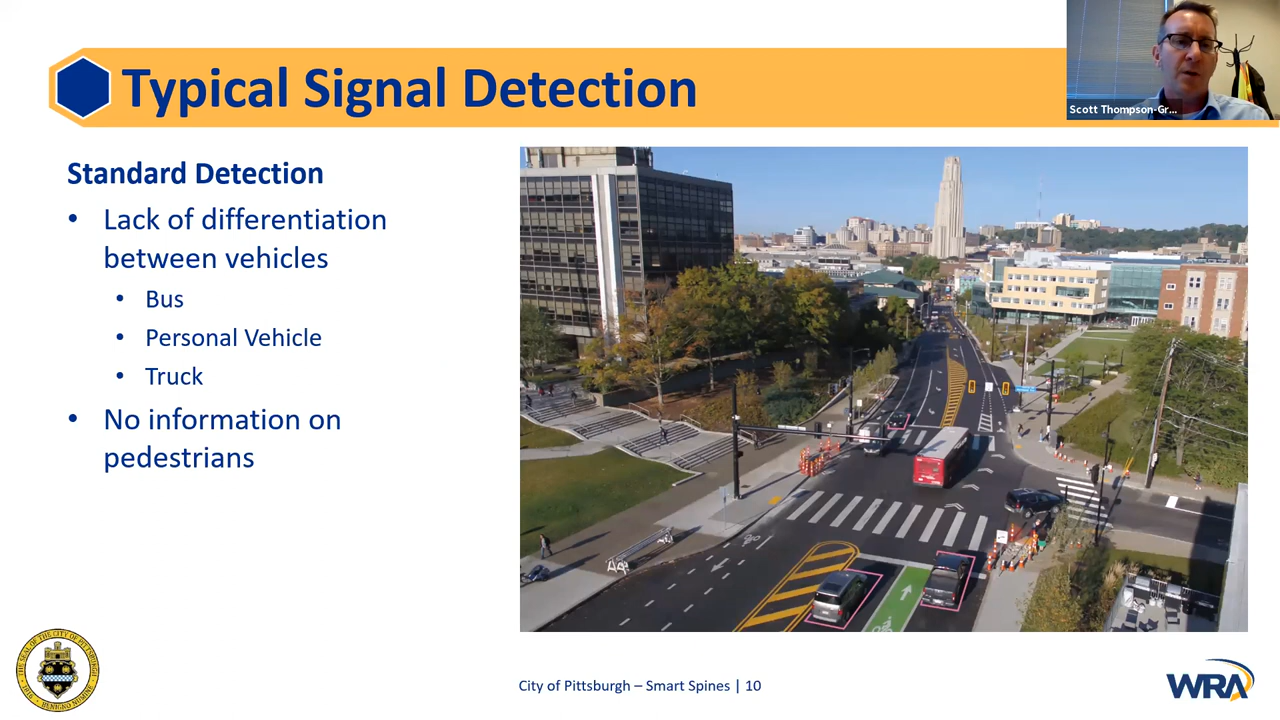 Typical Signal Detection
Scott Thompson-Gr...
Standard Detection
• Lack of differentiation
between vehicles
• Bus
• Personal Vehicle
• Truck
• No information on
pedestrians
City of Pittsburgh – Smart Spines | 10
WRA